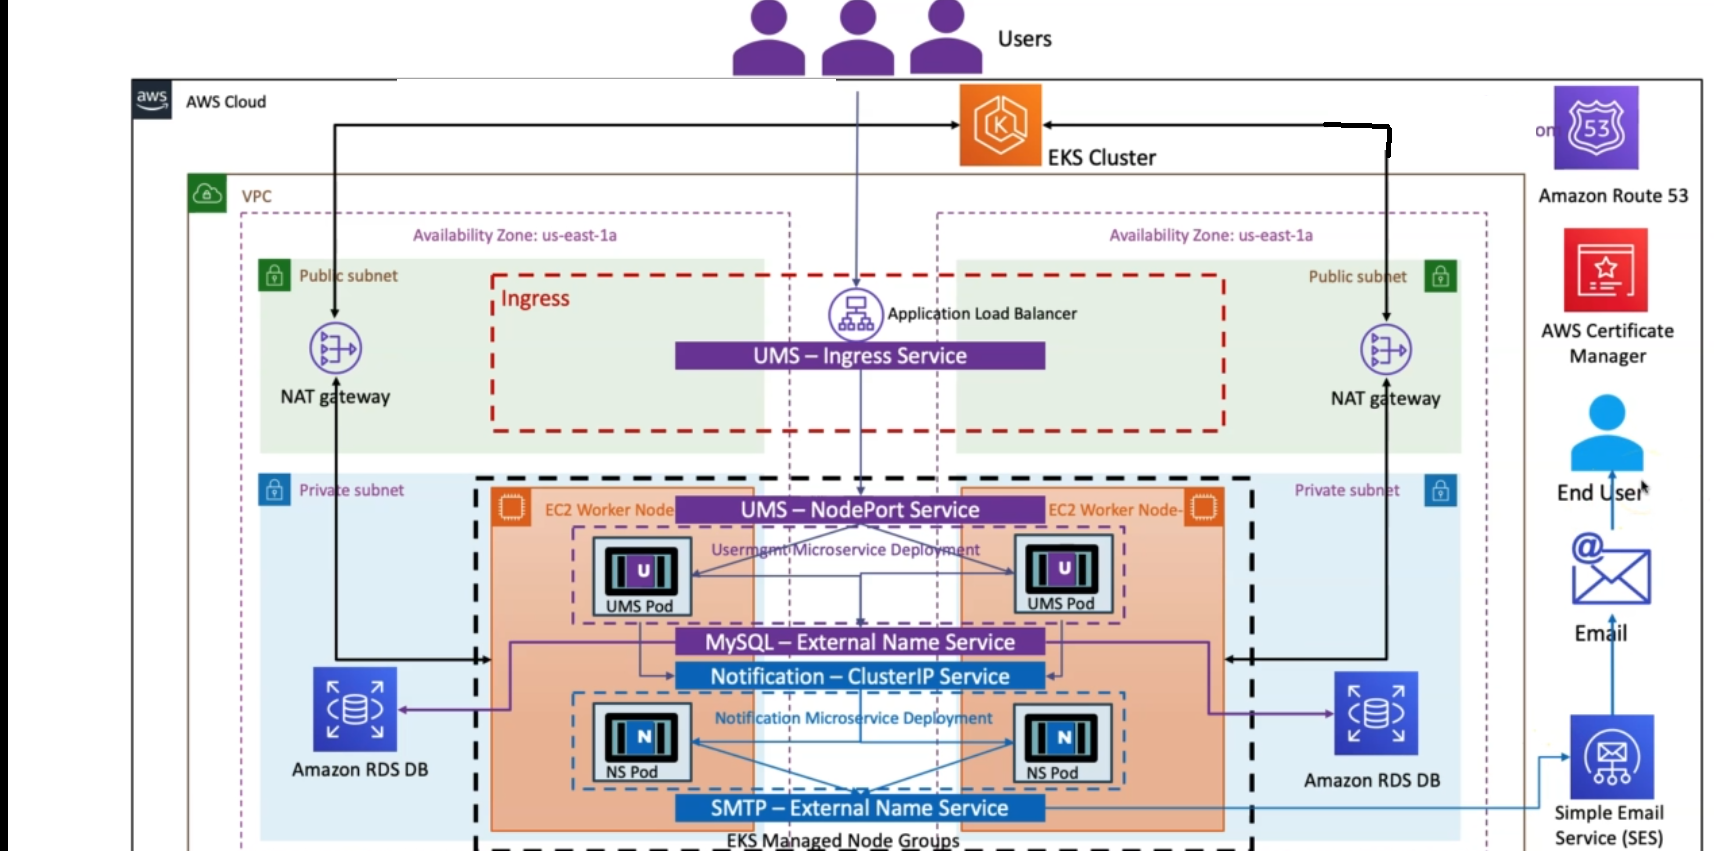 Users
aws
AWS Cloud
K
EKS Cluster
om
53
Amazon Route 53
VPC
Availability Zone: us-east-1a
Availability Zone: us-east-1a
Public subnet
Public subnet
Ingress
Application Load Balancer
UMS – Ingress Service
AWS Certificate
Manager
NAT gateway
NAT gateway
Private subnet
Private subnet
End User
EC2 Worker Node
UMS – NodePort Service
EC2 Worker Node-
Usermgmt Microservice Deployment
U
U
UMS Pod
UMS Pod
@
Email
MySQL – External Name Service
Notification – ClusterIP Service
Notification Microservice Deployment
N
N
NS Pod
NS Pod
Amazon RDS DB
Amazon RDS DB
SMTP – External Name Service
Simple Email
Service (SES)
EKS Managed Node Groups